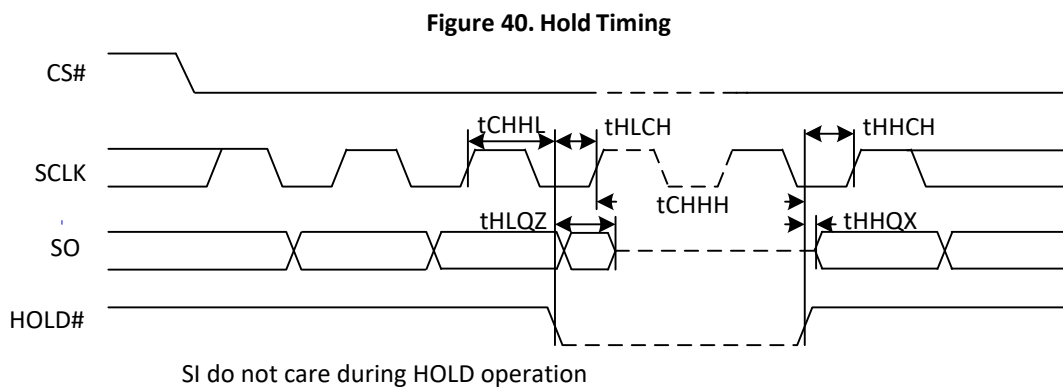 Figure 40. Hold Timing
CS#
tCHHL tHLCH tHHCH
SCLK
tCHHH
tHLQZ tHHQX
SO
HOLD#
SI do not care during HOLD operation